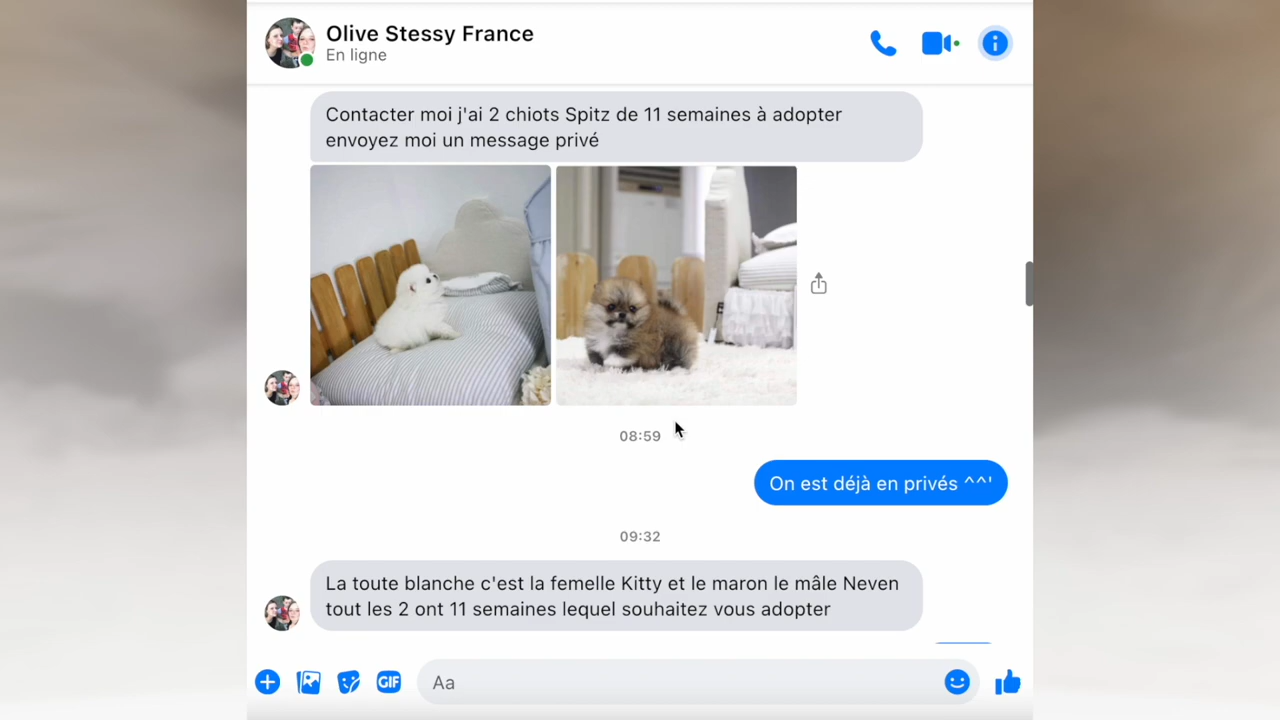 Olive Stessy France
En ligne
Contacter moi j'ai 2 chiots Spitz de 11 semaines à adopter
envoyez moi un message privé
08:59
On est déjà en privés ^^'
09:32
La toute blanche c'est la femelle Kitty et le maron le mâle Neven
tout les 2 ont 11 semaines lequel souhaitez vous adopter
GIF
Aa